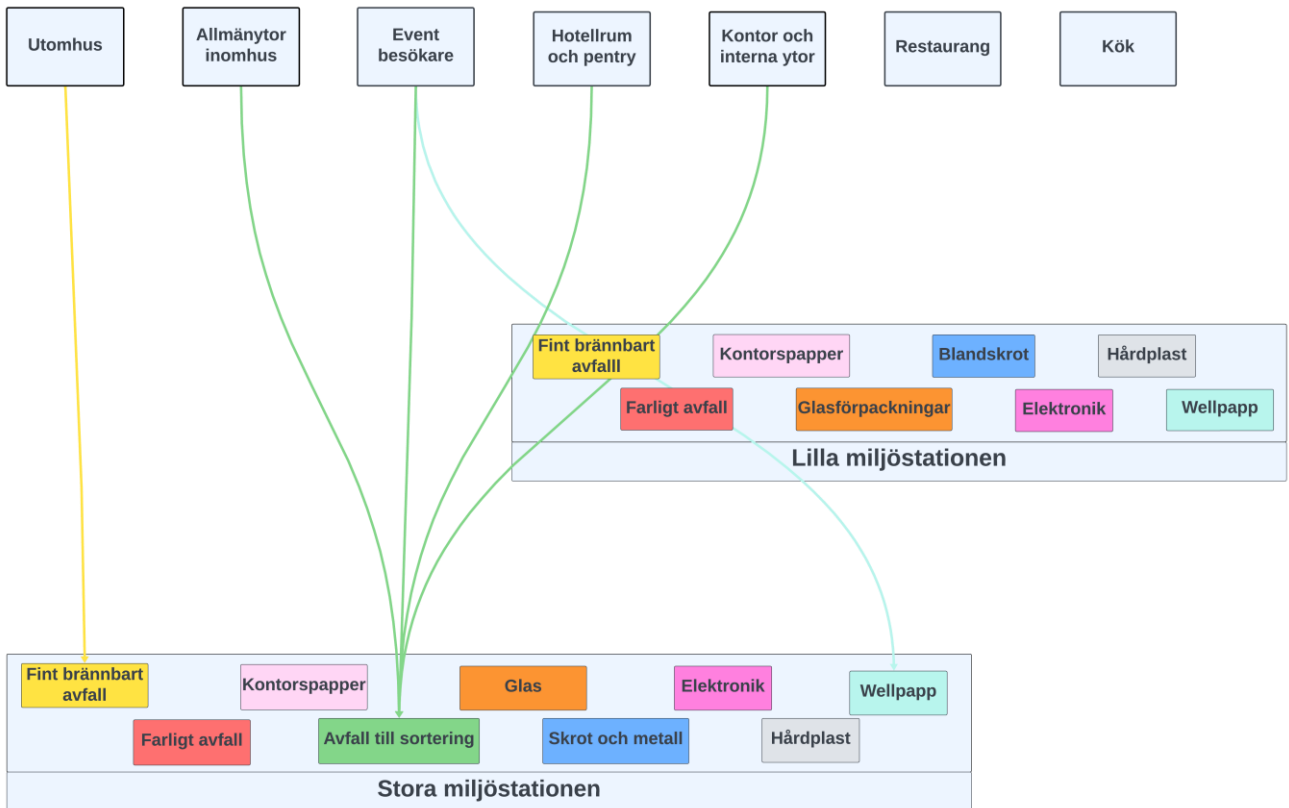 Utomhus
Allmänytor
inomhus
Event
besökare
Hotellrum
och pentry
Kontor och
interna ytor
Restaurang
Kök
Fint brännbart
avfalll
Kontorspapper
Blandskrot
Hårdplast
Farligt avfall
Glasförpackningar
Elektronik
Wellpapp
Lilla miljöstationen
Fint brännbart
avfall
Kontorspapper
Glas
Elektronik
Wellpapp
Farligt avfall
Avfall till sortering
Skrot och metall
Hårdplast
Stora miljöstationen